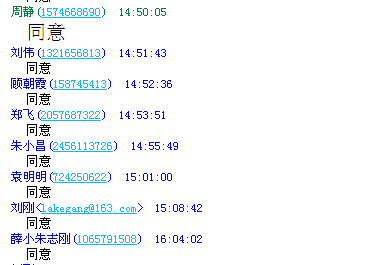 周静(1574668690)  14:50:05
同意
刘伟(1321656813)  14:51:43
同意
顾朝霞(158745413)  14:52:36
同意
郑飞(2057687322)  14:53:51
同意
朱小昌(2456113726)  14:55:49
同意
袁明明(724250622)  15:01:00
同意
刘刚<lakegang@163.com>  15:08:42
同意
薛小朱志刚(1065791508)  16:04:02
同意